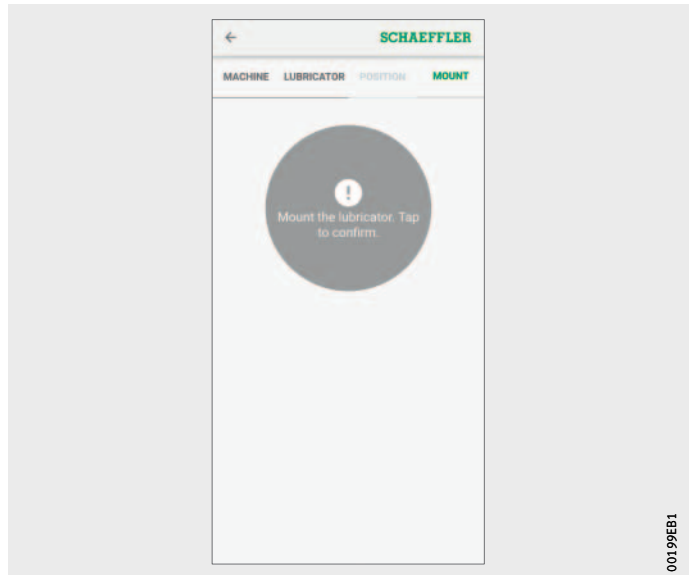 ←
SCHAEFFLER
MACHINE LUBRICATOR POSITION MOUNT
!
Mount the lubricator. Tap
to confirm.
00199EB1